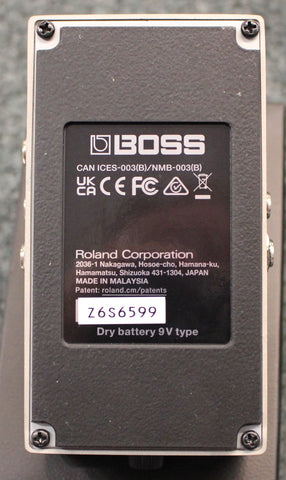 BOSS
CAN ICES-003(B)/NMB-003(B)
UK CA CE FC
Roland Corporation
2036-1 Nakagawa, Hosoe-cho, Hamana-ku,
Hamamatsu, Shizuoka 431-1304, JAPAN
MADE IN MALAYSIA
Patent: roland.cm/patents
Z6S6599
Dry battery 9V type